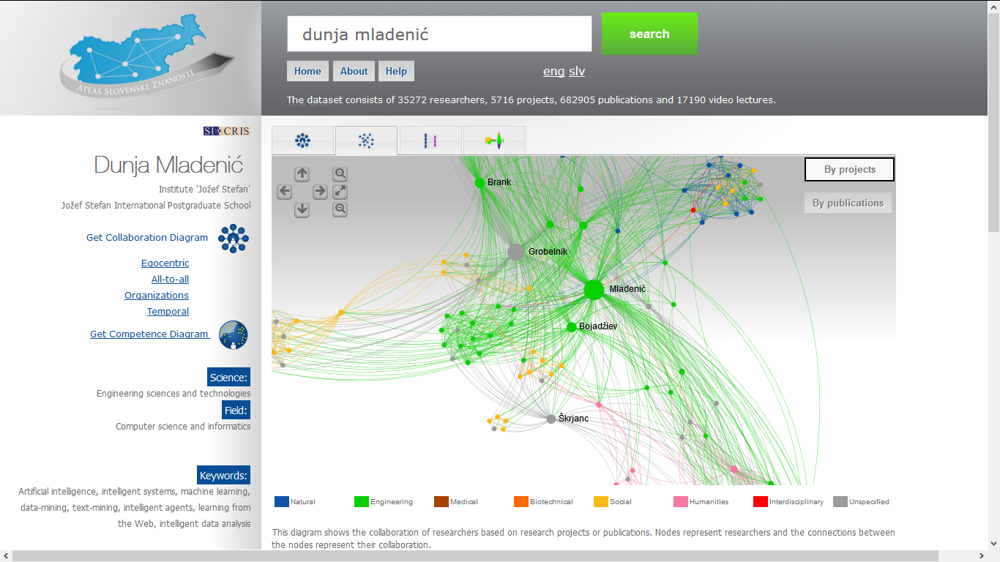 ATLAS SLOVENSKE ZNANOSTI
dunja mladenić
search
Home
About
Help
eng slv
The dataset consists of 35272 researchers, 5716 projects, 682905 publications and 17190 video lectures.
SICRIS
Dunja Mladenić
Institute 'Jožef Stefan'
Jožef Stefan International Postgraduate School
Get Collaboration Diagram
Egocentric
All-to-all
Organizations
Temporal
Get Competence Diagram
Science:
Engineering sciences and technologies
Field:
Computer science and informatics
Keywords:
Artificial intelligence, intelligent systems, machine learning,
data-mining, text-mining, intelligent agents, learning from
the Web, intelligent data analysis
By projects
By publications
Brank
Grobelnik
Mladenić
Bojadžiev
Škrjanc
Natural
Engineering
Medical
Biotechnical
Social
Humanities
Interdisciplinary
Unspecified
This diagram shows the collaboration of researchers based on research projects or publications. Nodes represent researchers and the connections between
the nodes represent their collaboration.